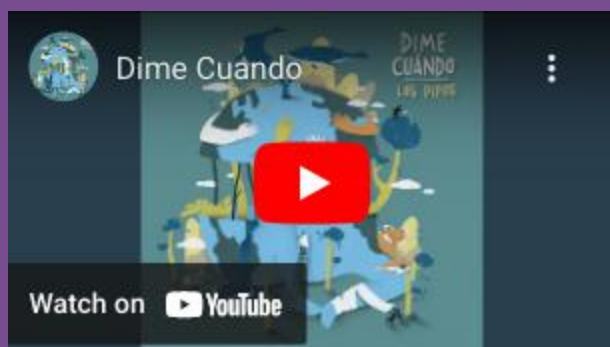 Dime Cuando
DIME
CUANDO
LOS PIPOS
Watch on YouTube